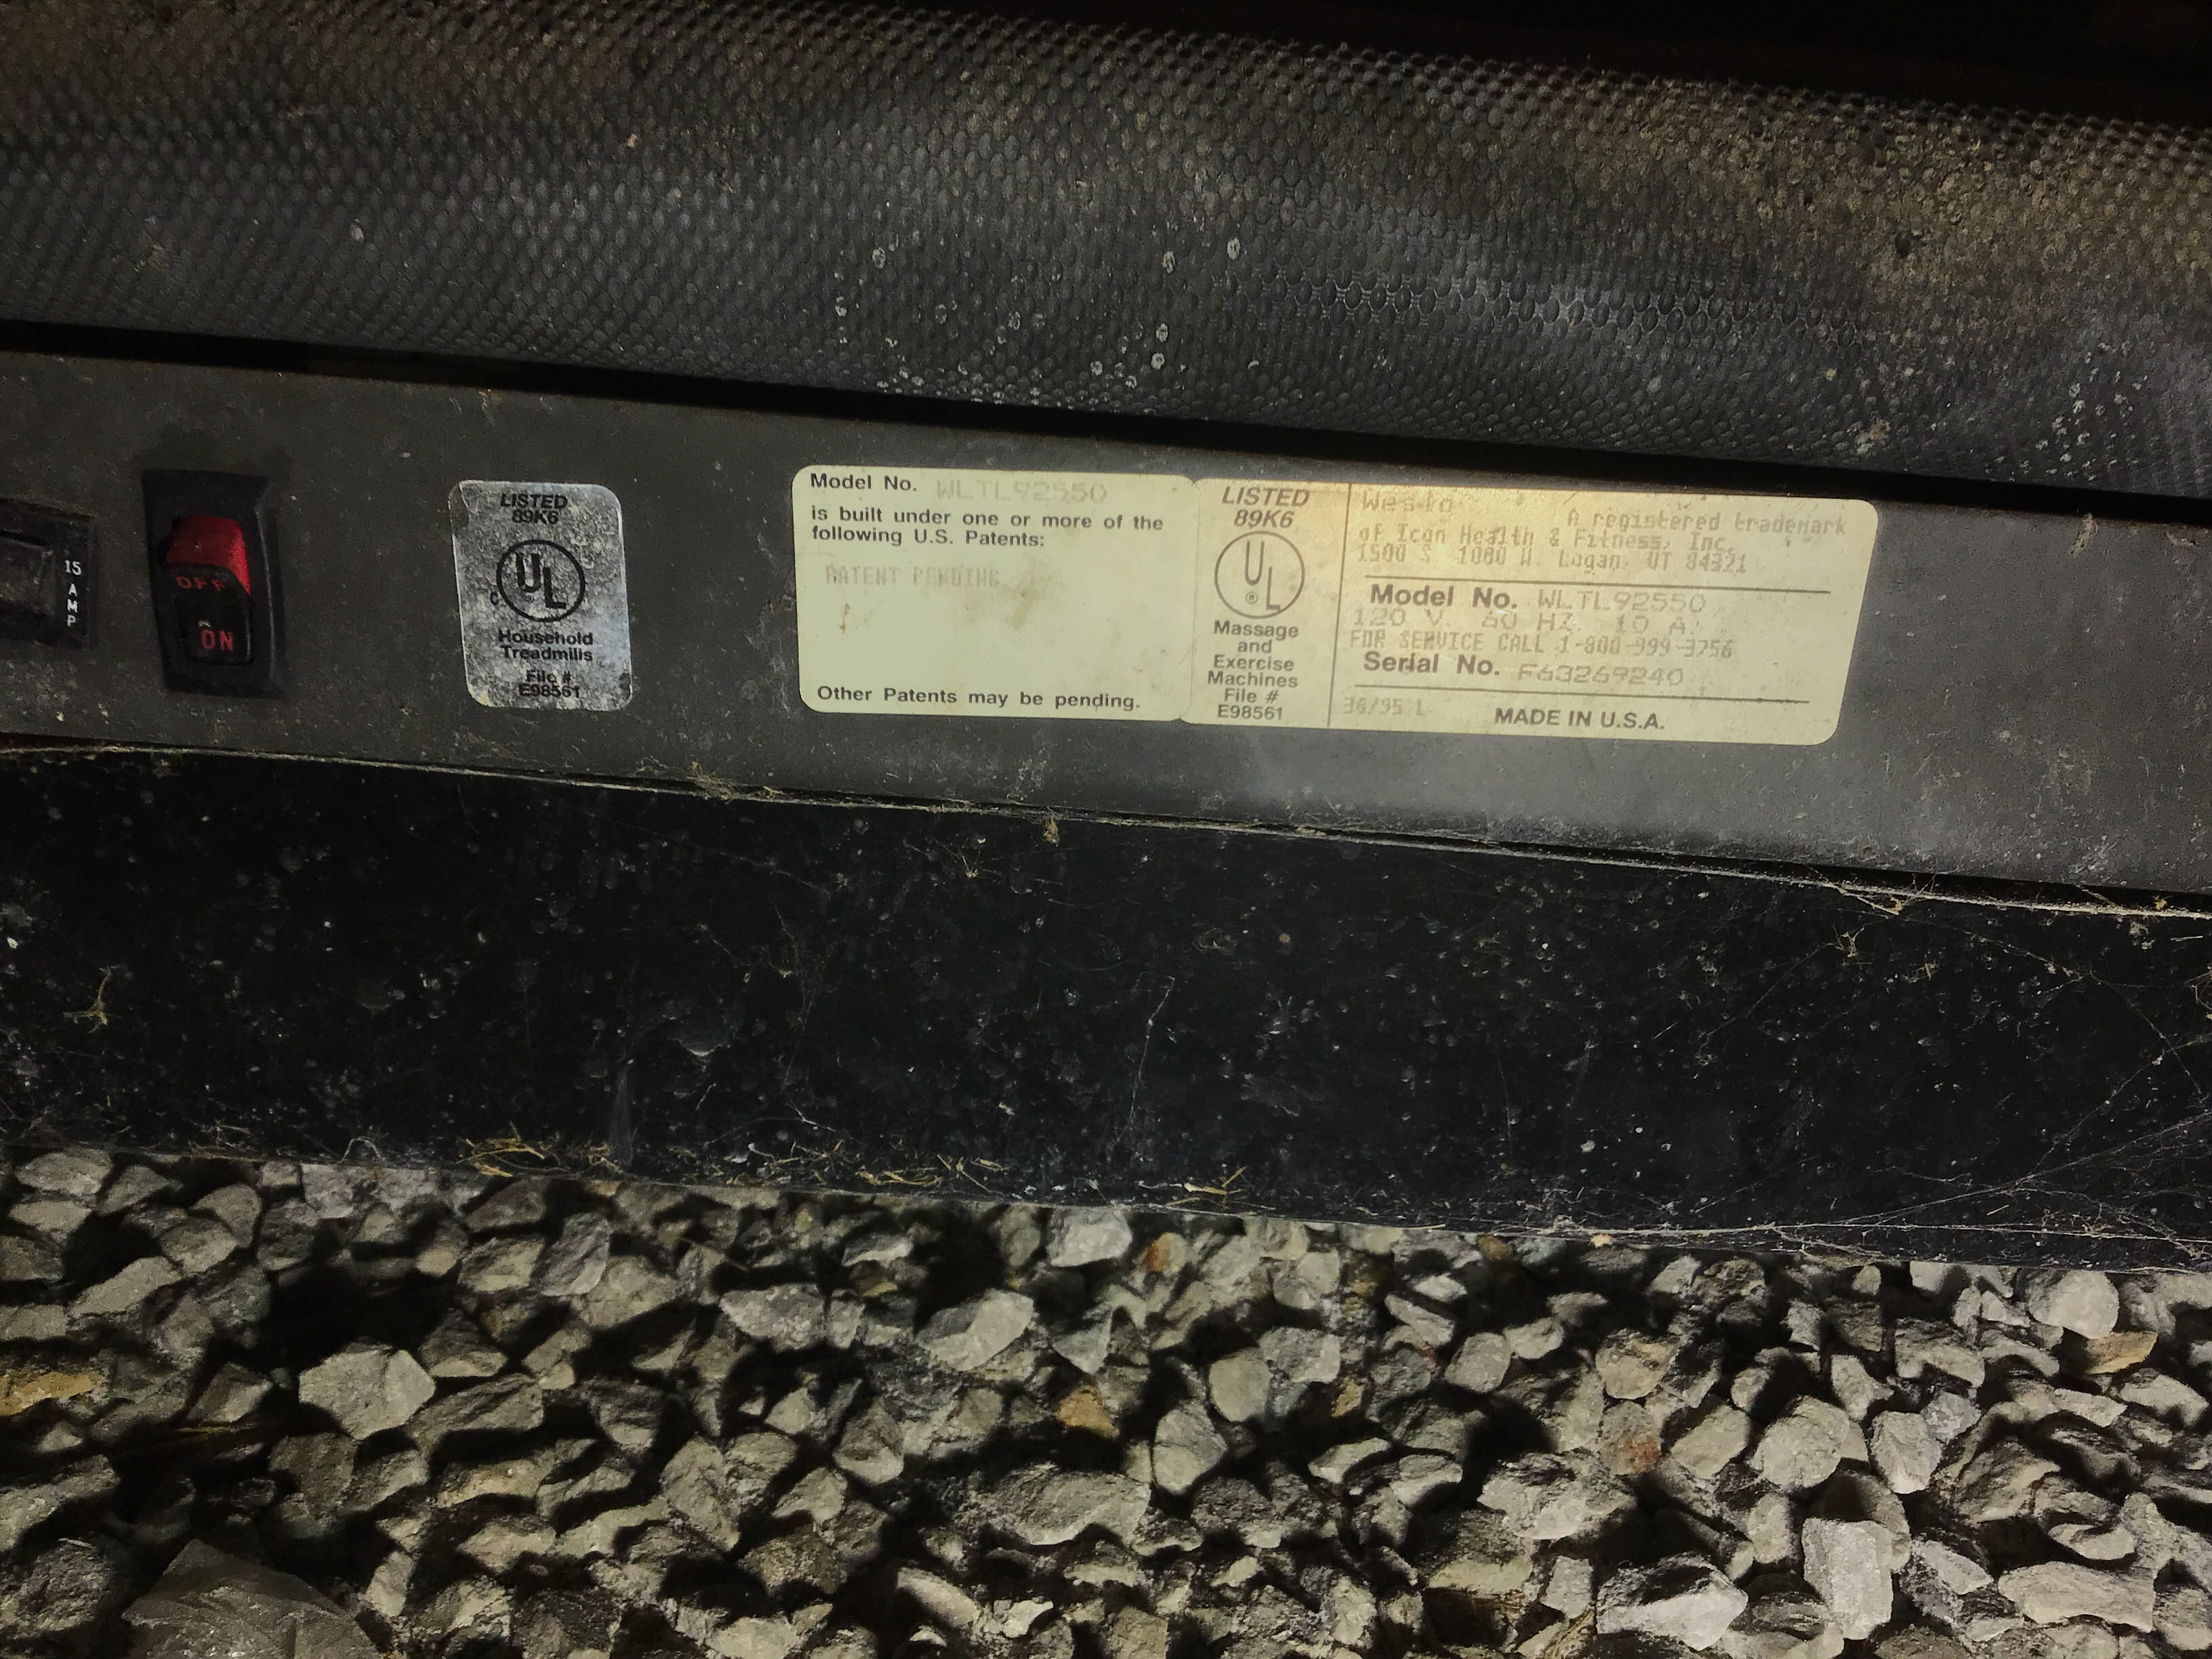 15
AMP
OFF
ON
LISTED
89K6
UL
c ®
Household
Treadmills
File #
E98561
Model No. WLTL92550
is built under one or more of the
following U.S. Patents:
PATENT PENDING
Other Patents may be pending.
LISTED
89K6
UL
®
Massage
and
Exercise
Machines
File #
E98561
A registered trademark
of Icon Health & Fitness, Inc.
1500 S. 1000 W. Logan, UT 84321
Model No. WLTL92550
120 V. 60 HZ. 10 A.
FOR SERVICE CALL 1-800-999-3756
Serial No. F63269240
36/95 L
MADE IN U.S.A.